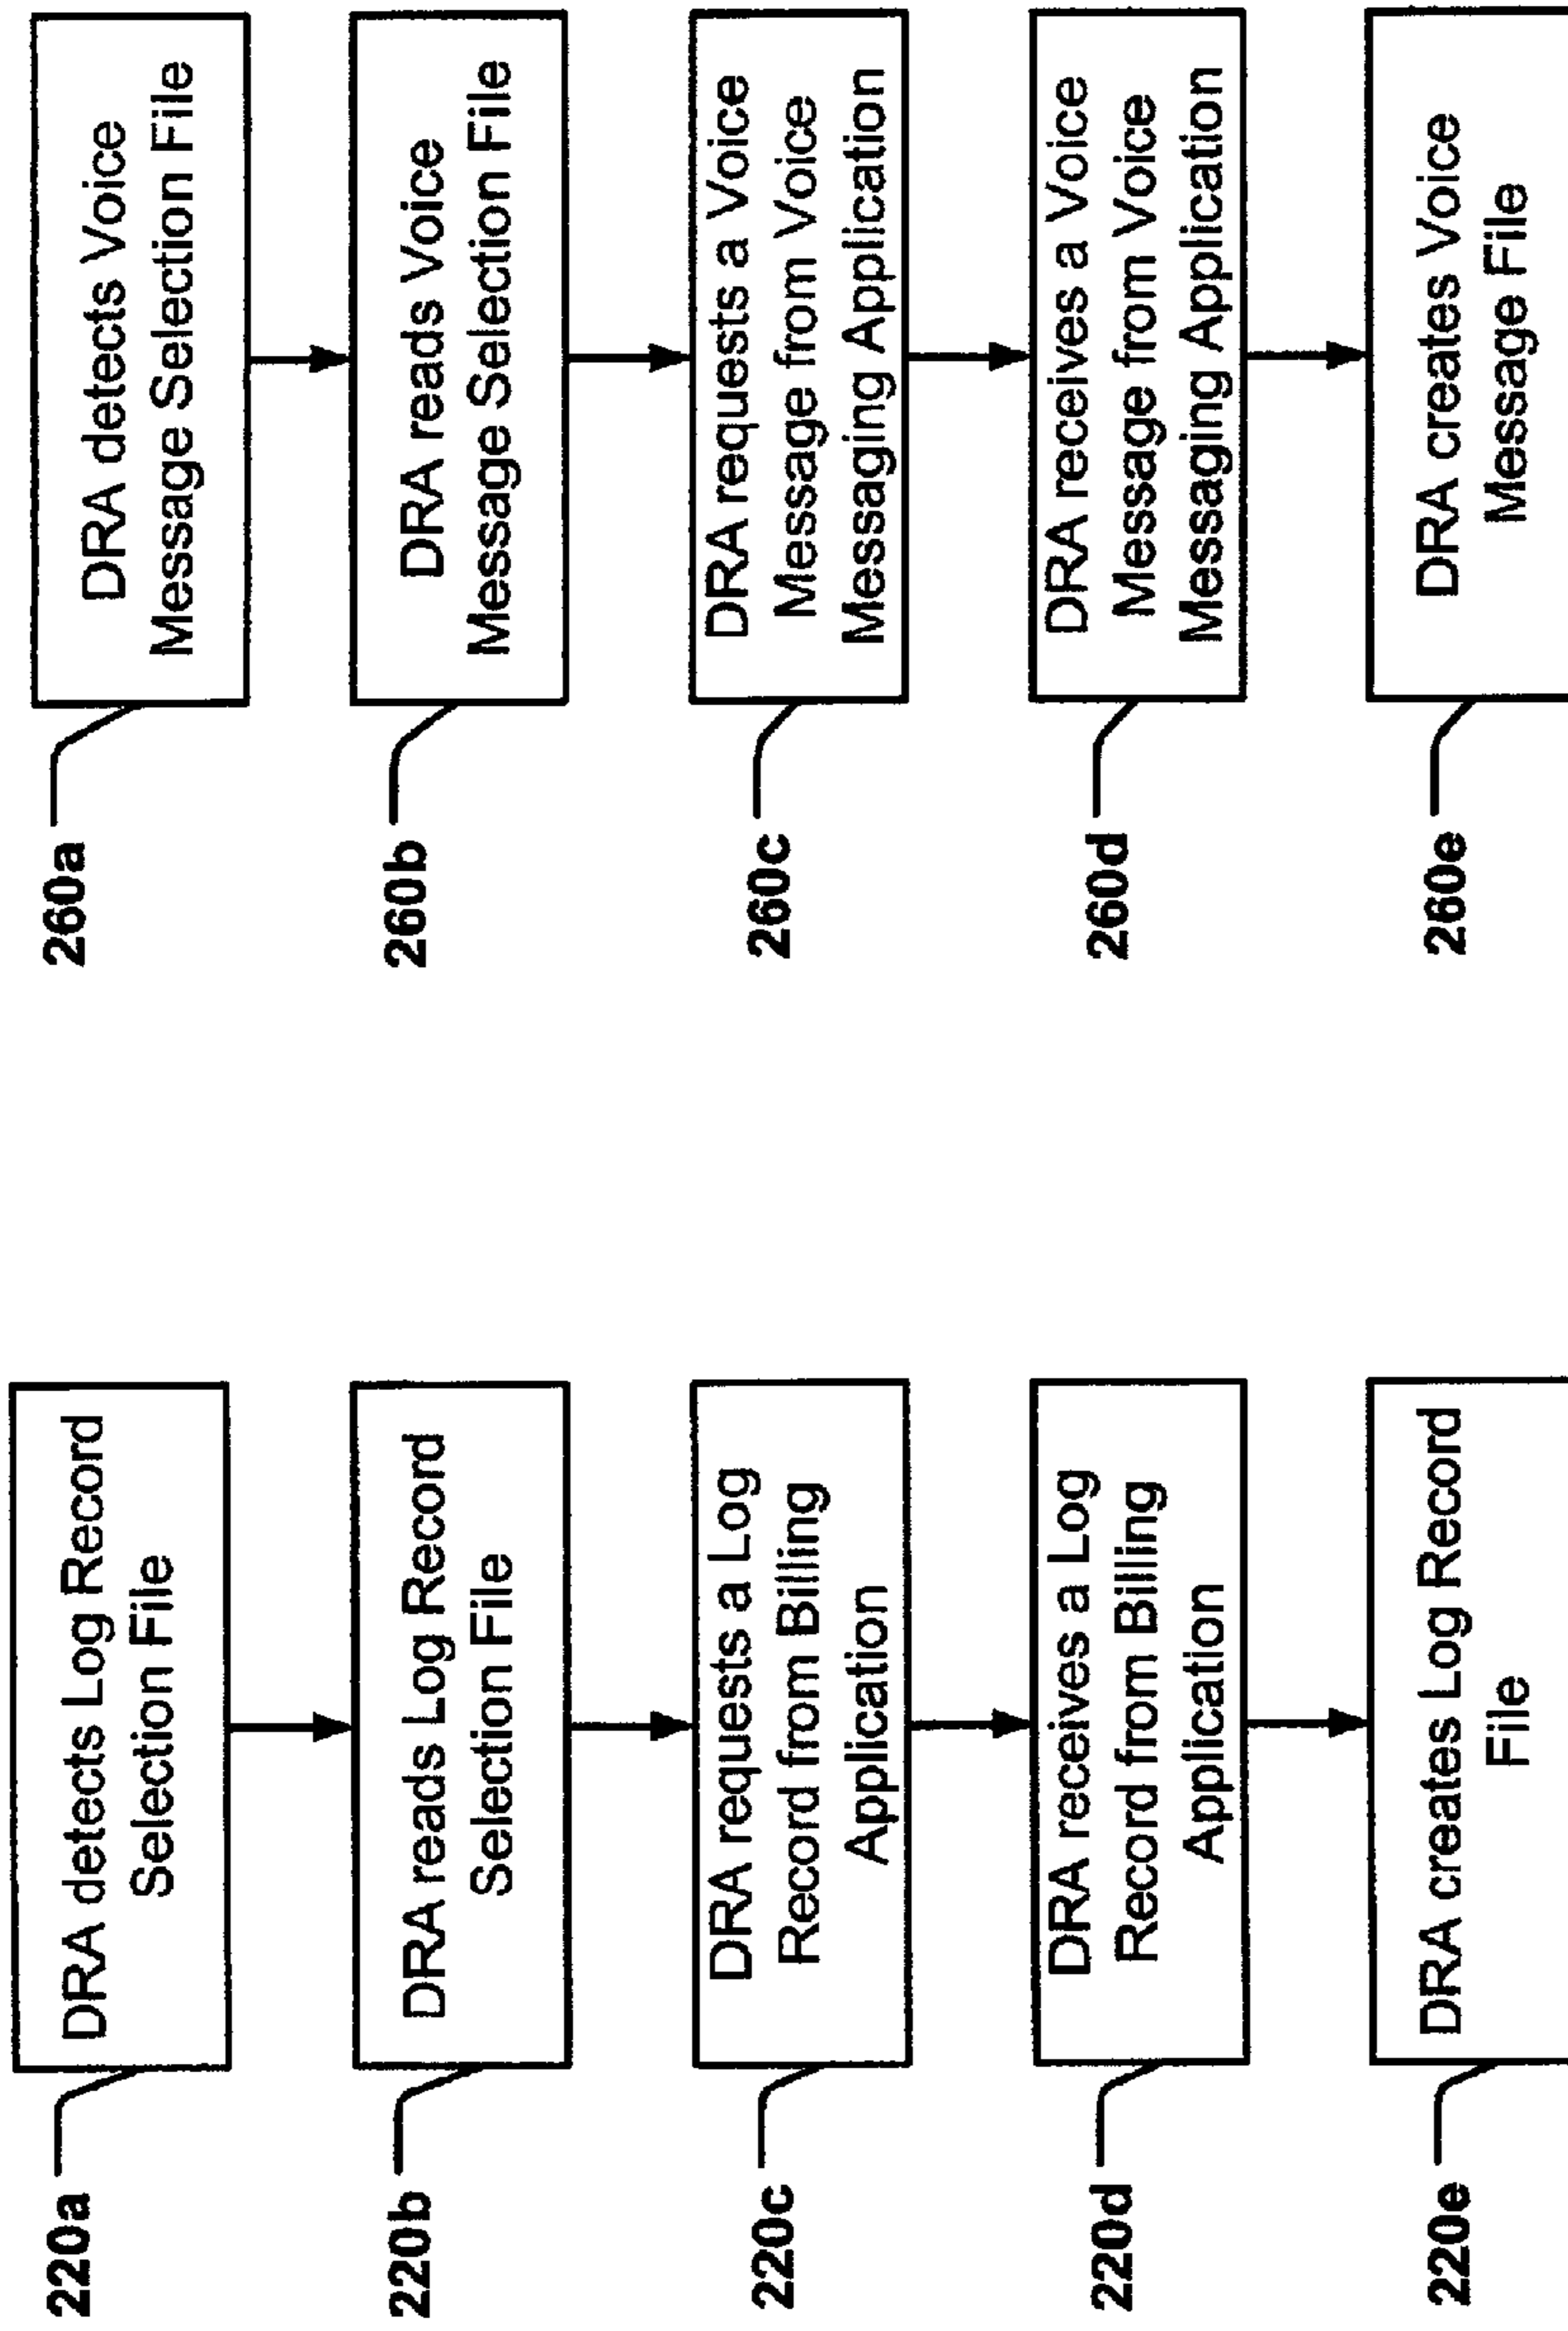 220a
DRA detects Log Record
Selection File
220b
DRA reads Log Record
Selection File
220c
DRA requests a Log
Record from Billing
Application
220d
DRA receives a Log
Record from Billing
Application
220e
DRA creates Log Record
File
260a
DRA detects Voice
Message Selection File
260b
DRA reads Voice
Message Selection File
260c
DRA requests a Voice
Message from Voice
Messaging Application
260d
DRA receives a Voice
Message from Voice
Messaging Application
260e
DRA creates Voice
Message File